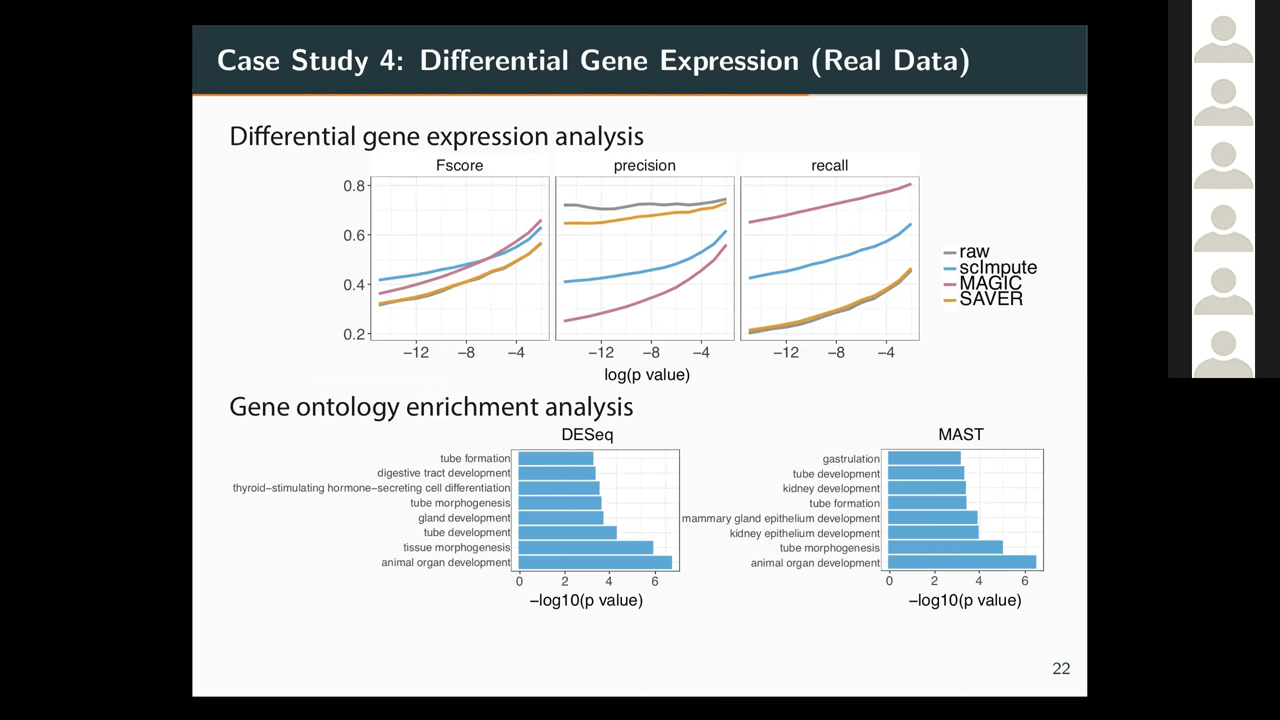 Case Study 4: Differential Gene Expression (Real Data)
Differential gene expression analysis
Fscore
precision
recall
0.8
0.6
0.4
0.2
−12
−8
−4
−12
−8
−4
−12
−8
−4
log(p value)
raw
scImpute
MAGIC
SAVER
Gene ontology enrichment analysis
DESeq
tube formation
digestive tract development
thyroid−stimulating hormone−secreting cell differentiation
tube morphogenesis
gland development
tube development
tissue morphogenesis
animal organ development
0
2
4
6
−log10(p value)
MAST
gastrulation
tube development
kidney development
tube formation
mammary gland epithelium development
kidney epithelium development
tube morphogenesis
animal organ development
0
2
4
6
−log10(p value)
22